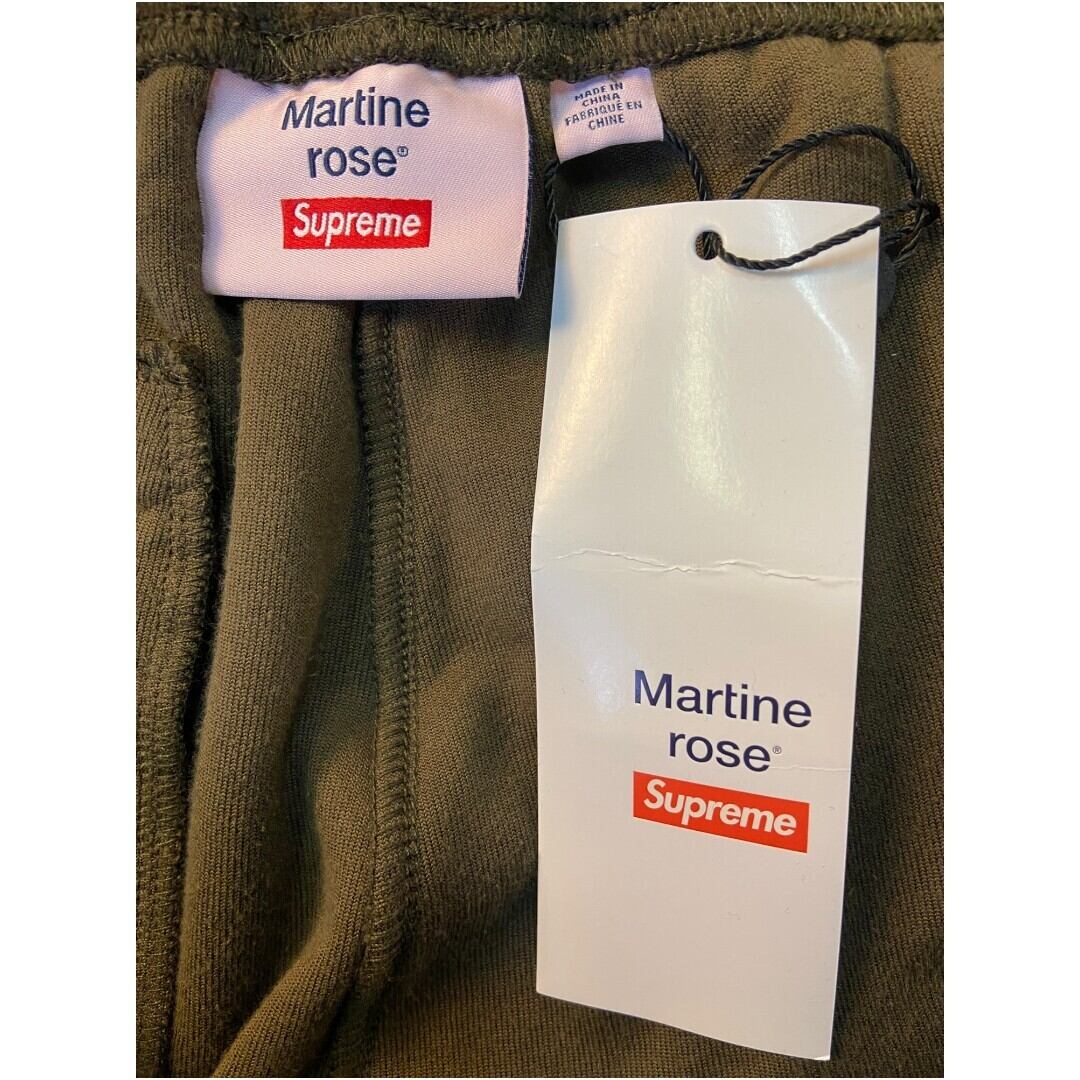 Martine
rose®
Supreme
MADE IN
CHINA
FABRIQUÉ EN
CHINE
Martine
rose®
Supreme